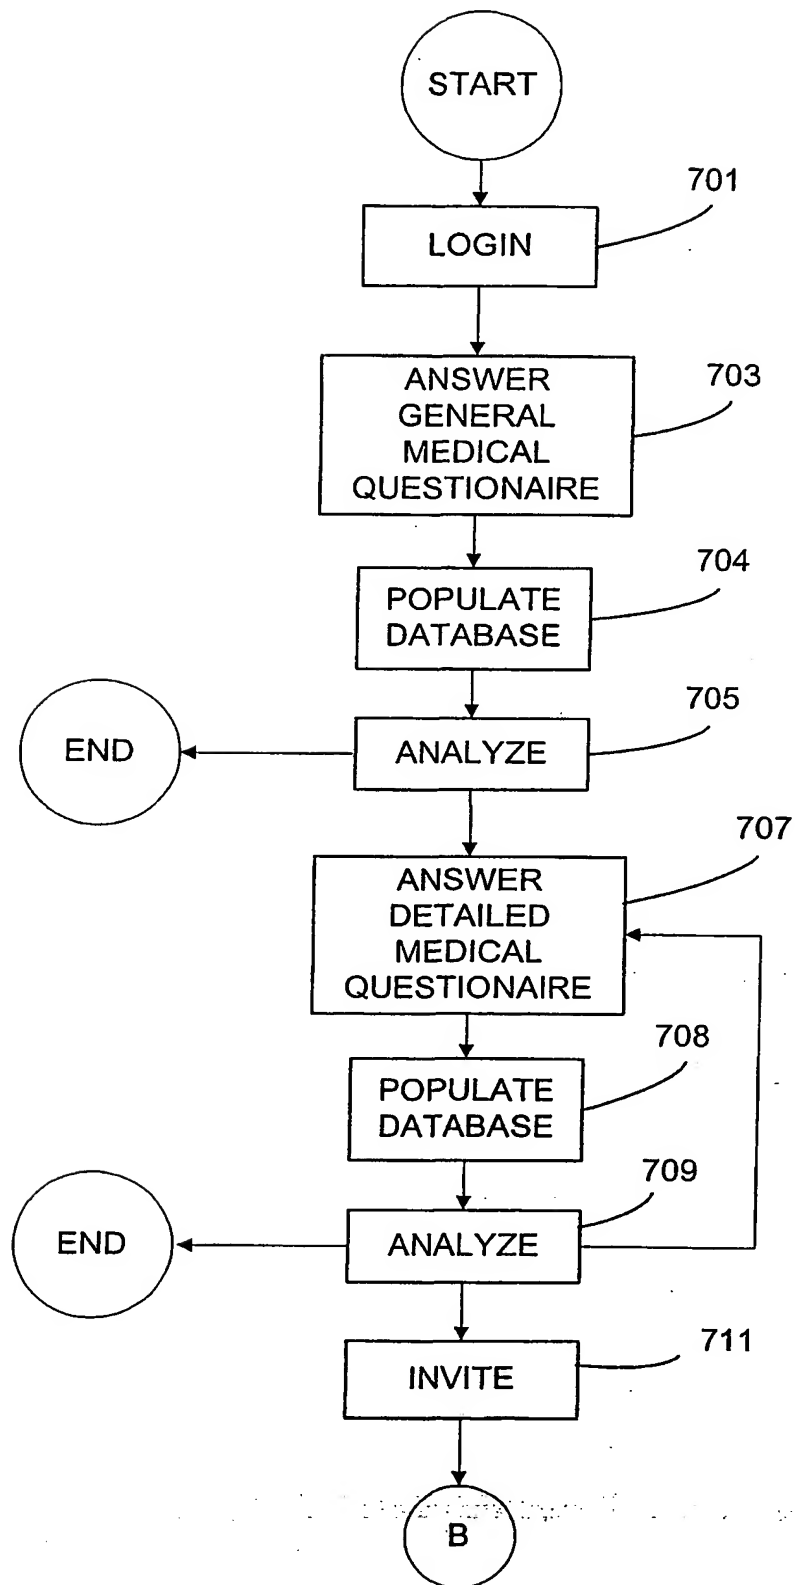 START
701
LOGIN
703
ANSWER
GENERAL
MEDICAL
QUESTIONAIRE
704
POPULATE
DATABASE
705
END
ANALYZE
707
ANSWER
DETAILED
MEDICAL
QUESTIONAIRE
708
POPULATE
DATABASE
709
END
ANALYZE
711
INVITE
B